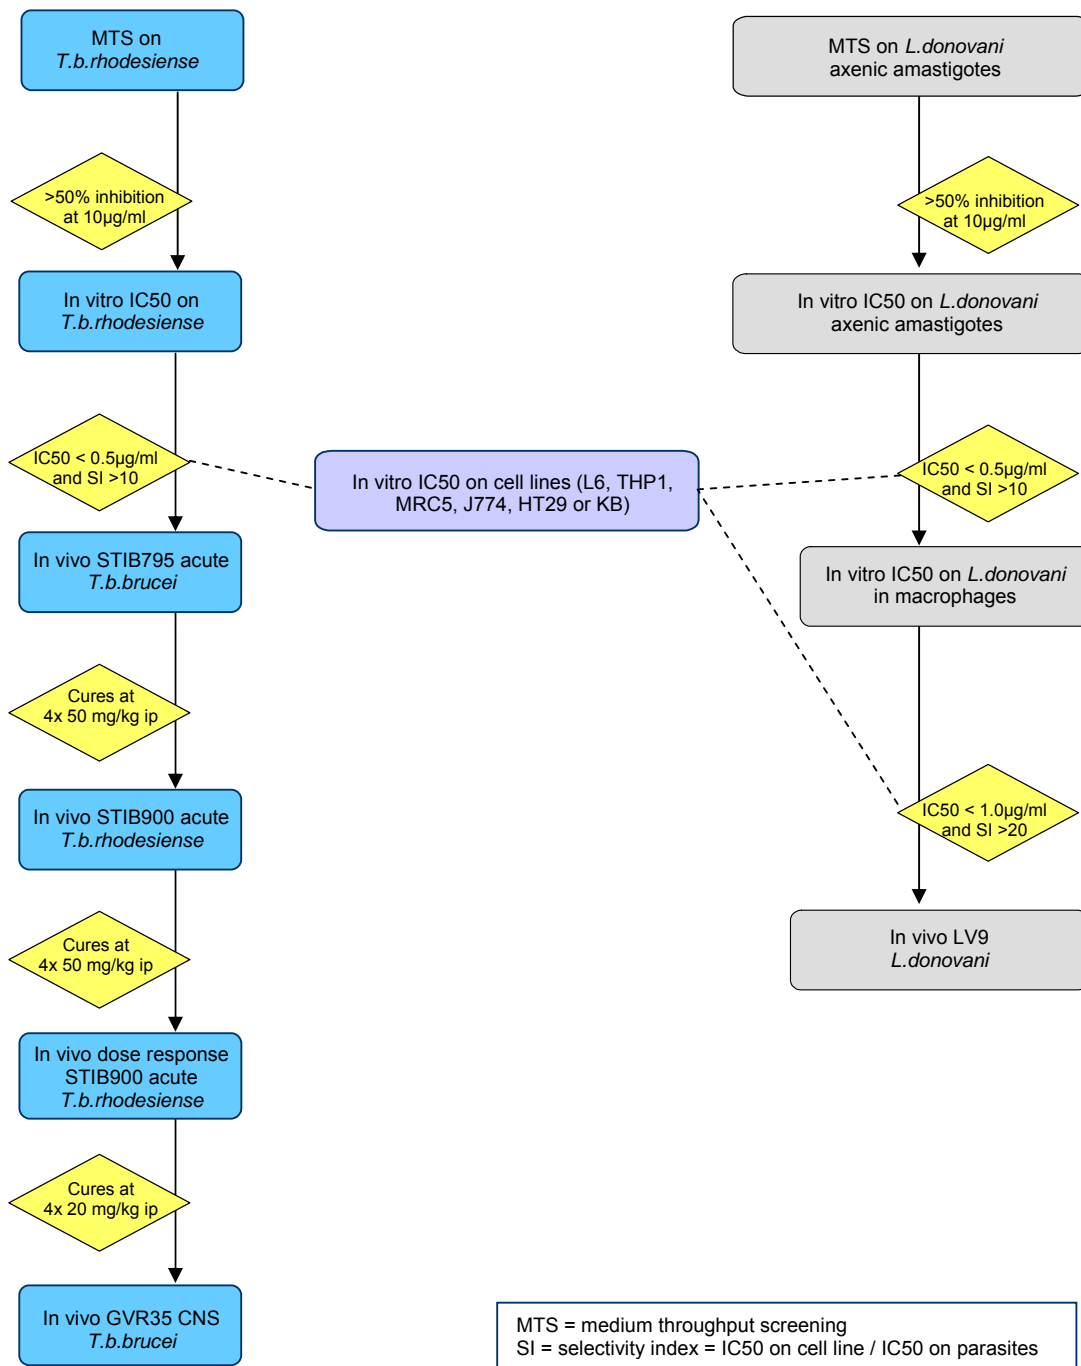 MTS on
T.b.rhodesiense
>50% inhibition
at 10µg/ml
In vitro IC50 on
T.b.rhodesiense
IC50 < 0.5µg/ml
and SI >10
In vivo STIB795 acute
T.b.brucei
Cures at
4x 50 mg/kg ip
In vivo STIB900 acute
T.b.rhodesiense
Cures at
4x 50 mg/kg ip
In vivo dose response
STIB900 acute
T.b.rhodesiense
Cures at
4x 20 mg/kg ip
In vivo GVR35 CNS
T.b.brucei
In vitro IC50 on cell lines (L6, THP1,
MRC5, J774, HT29 or KB)
MTS on L.donovani
axenic amastigotes
>50% inhibition
at 10µg/ml
In vitro IC50 on L.donovani
axenic amastigotes
IC50 < 0.5µg/ml
and SI >10
In vitro IC50 on L.donovani
in macrophages
IC50 < 1.0µg/ml
and SI >20
In vivo LV9
L.donovani
MTS = medium throughput screening
SI = selectivity index = IC50 on cell line / IC50 on parasites